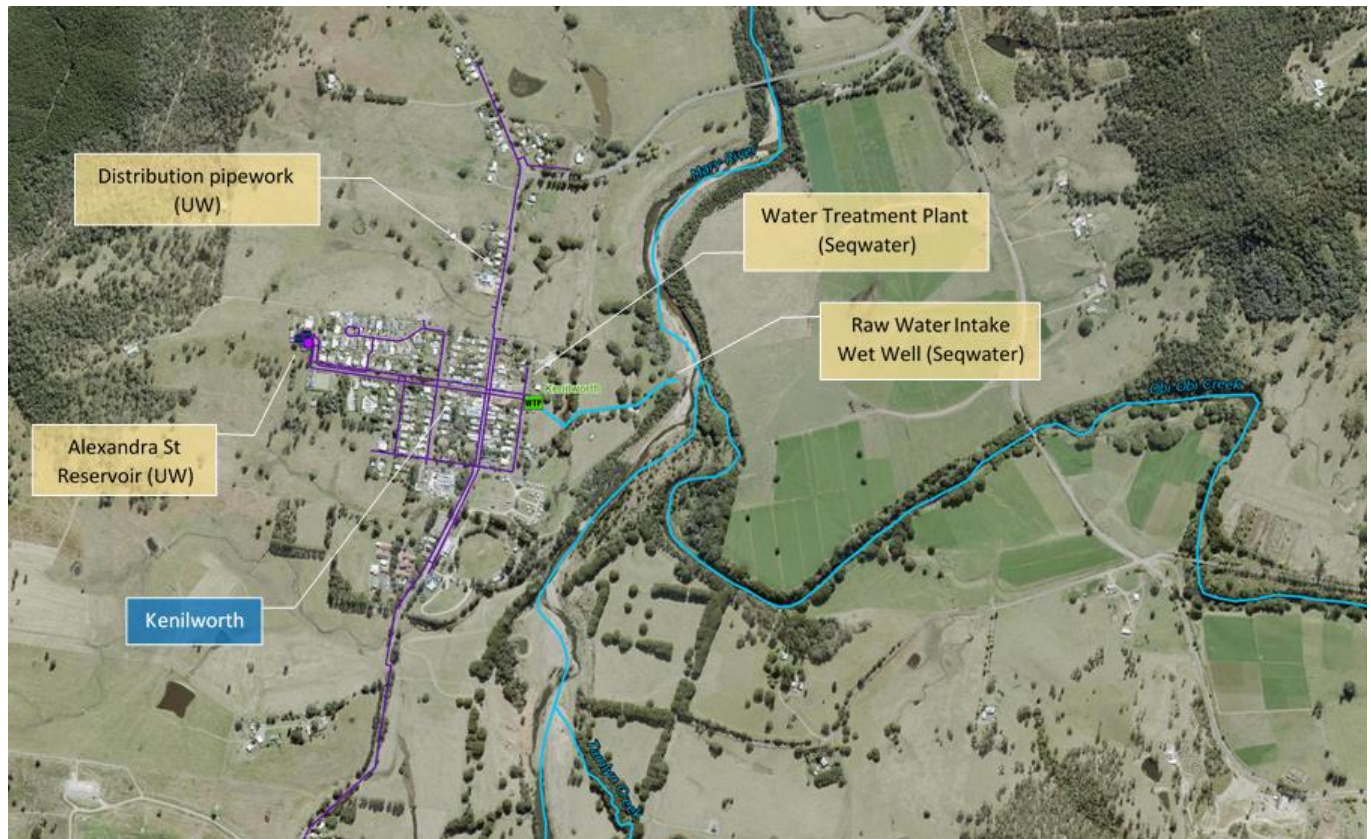 Mary River
Distribution pipework
(UW)
Water Treatment Plant
(Seqwater)
Raw Water Intake
Wet Well (Seqwater)
Kenilworth
WTP
Obi Obi Creek
Alexandra St
Reservoir (UW)
Kenilworth
Creek